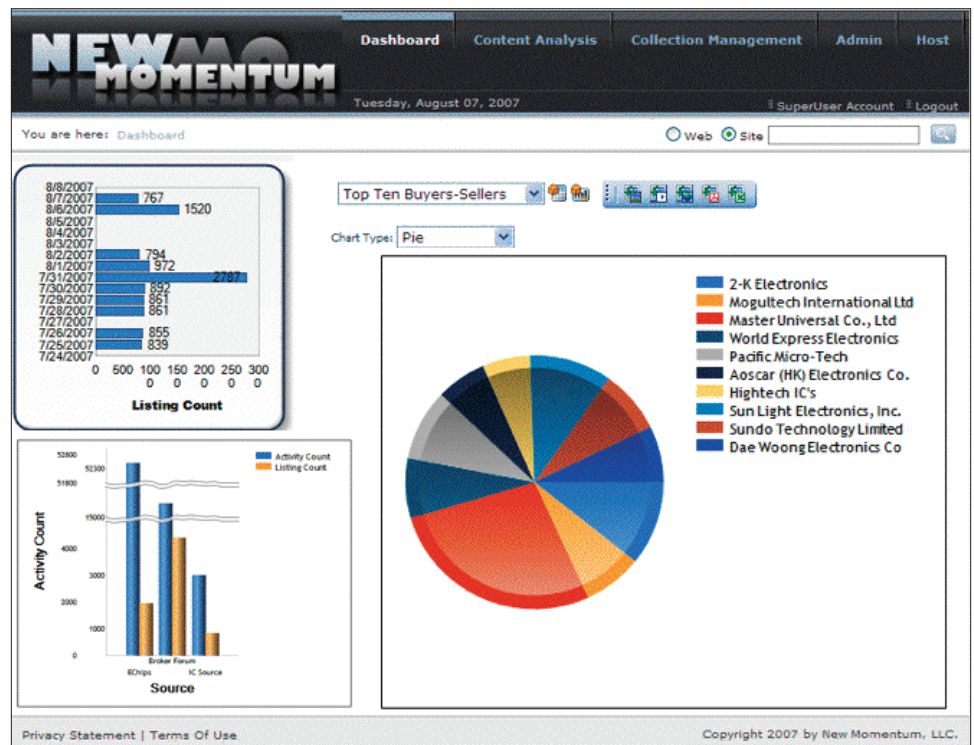 NEW MOMENTUM
Dashboard Content Analysis Collection Management Admin Host
Tuesday, August 07, 2007
SuperUser Account Logout
You are here: Dashboard
Web Site
8/8/2007
8/7/2007 767
8/6/2007 1520
8/5/2007
8/4/2007
8/3/2007
8/2/2007 794
8/1/2007 972
7/31/2007 2787
7/30/2007 892
7/29/2007 861
7/28/2007 861
7/27/2007
7/26/2007 855
7/25/2007 839
7/24/2007
0 500 100 150 200 250 300
0 0 0 0 0
Listing Count
Top Ten Buyers-Sellers
Chart Type: Pie
2-K Electronics
Mogultech International Ltd
Master Universal Co., Ltd
World Express Electronics
Pacific Micro-Tech
Aoscar (HK) Electronics Co.
Hightech IC's
Sun Light Electronics, Inc.
Sundo Technology Limited
Dae Woong Electronics Co
Activity Count
Listing Count
52800
52300
51800
15000
4000
3000
2000
1000
0
Activity Count
Broker Forum
EChips IC Source
Source
Privacy Statement | Terms Of Use
Copyright 2007 by New Momentum, LLC.